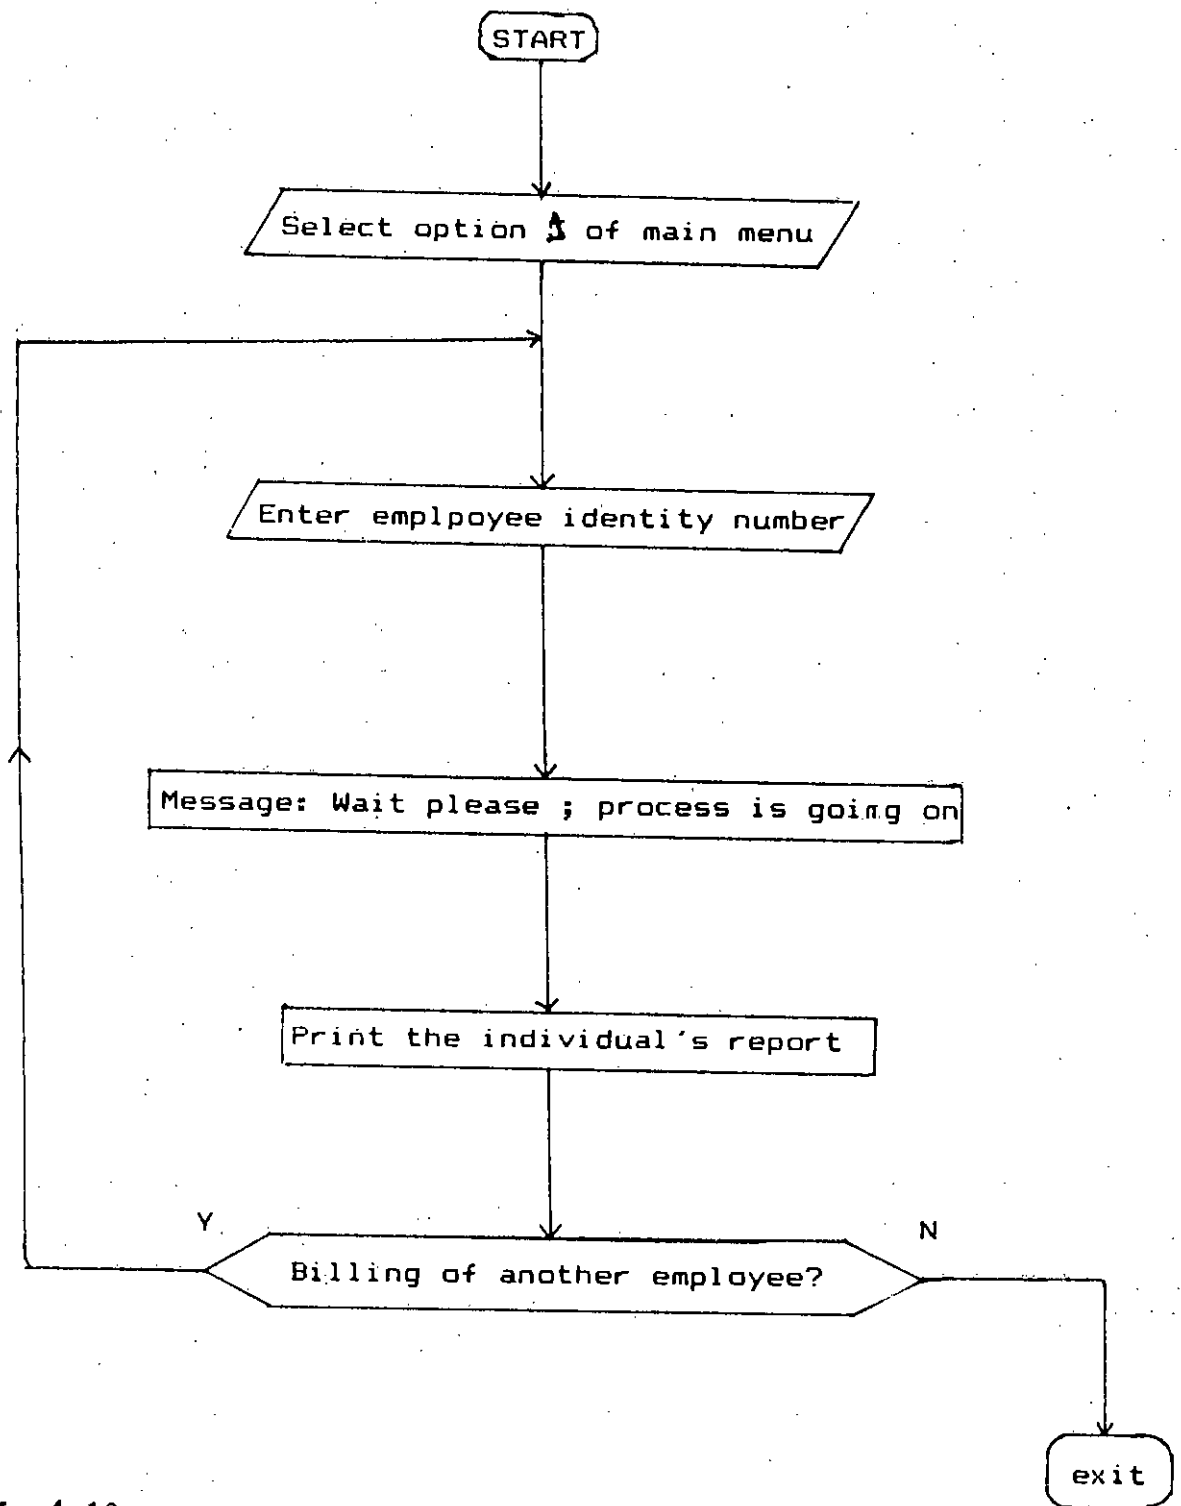 START
Select option of main menu
Enter emplpoyee identity number
Message: Wait please ; process is going on
Print the individual's report
Y
N
Billing of another employee?
exit